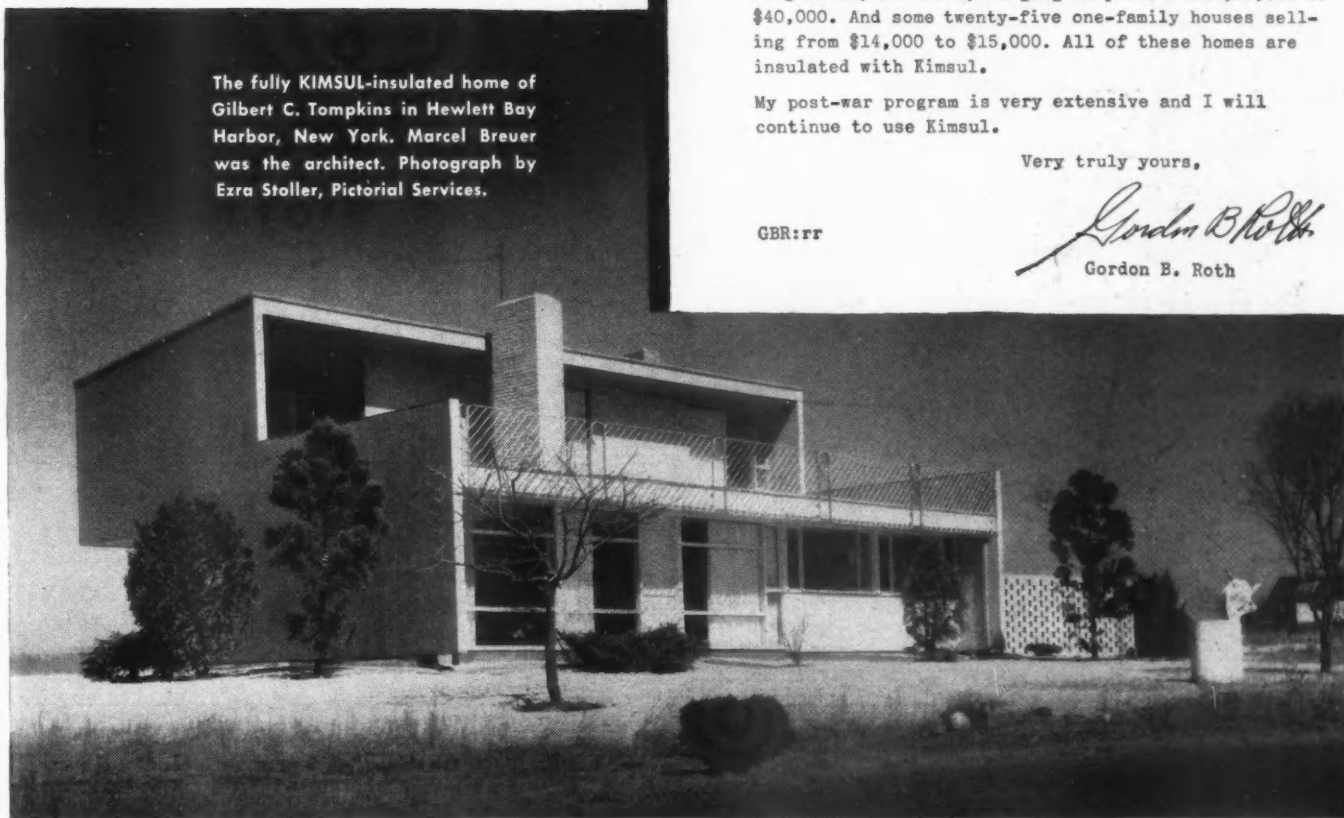 The fully KIMSUL-insulated home of
Gilbert C. Tompkins in Hewlett Bay
Harbor, New York. Marcel Breuer
was the architect. Photograph by
Ezra Stoller, Pictorial Services.
$40,000. And some twenty-five one-family houses sell-
ing from $14,000 to $15,000. All of these homes are
insulated with Kimsul.
My post-war program is very extensive and I will
continue to use Kimsul.
Very truly yours,
Gordon B Roth
GBR:rr
Gordon B. Roth